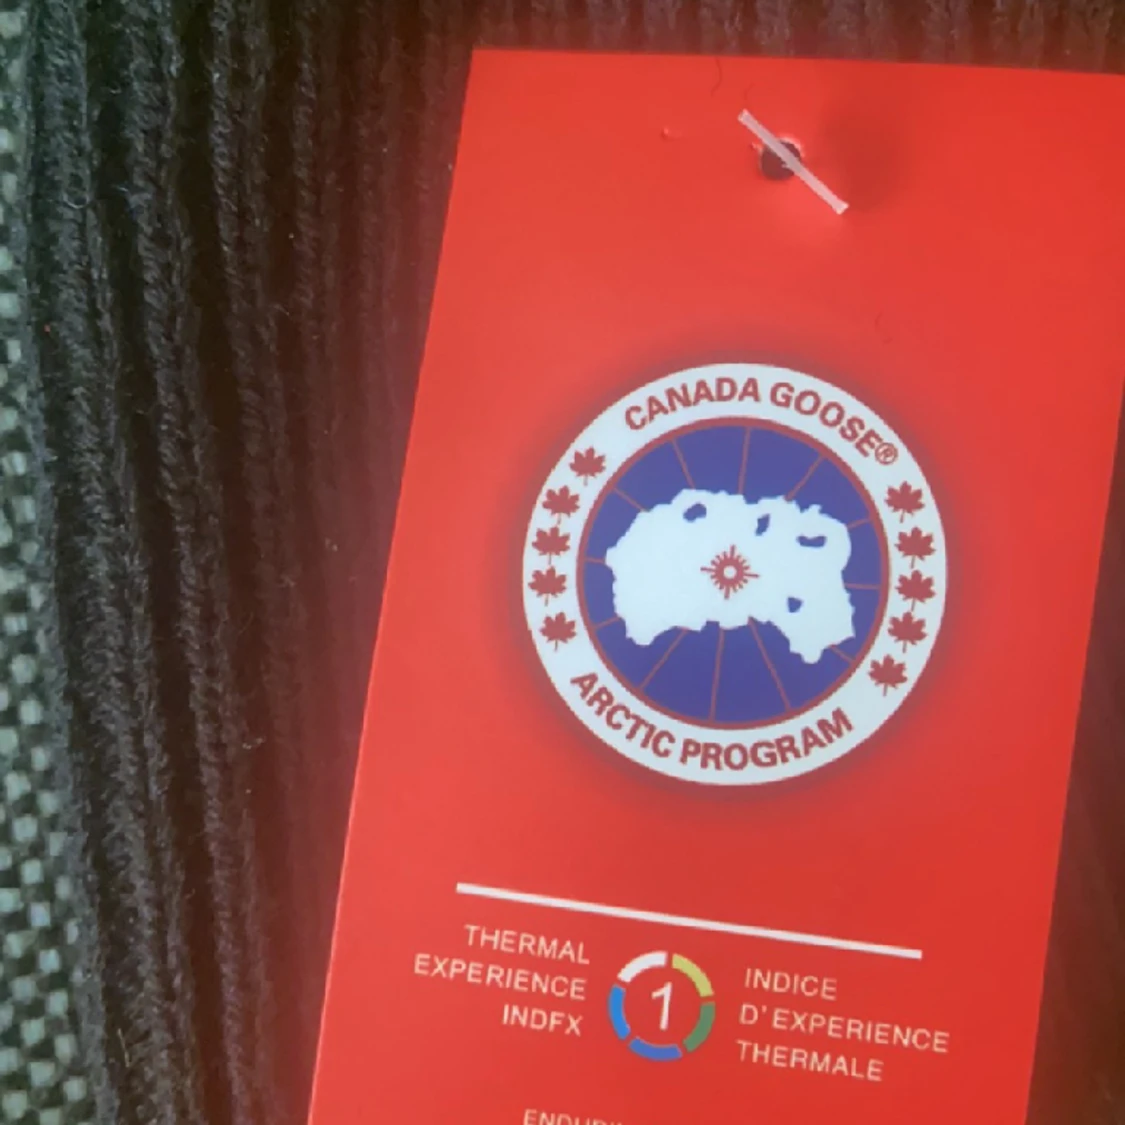 CANADA GOOSE®
ARCTIC PROGRAM
THERMAL
EXPERIENCE
INDFX
1
INDICE
D'EXPERIENCE
THERMALE